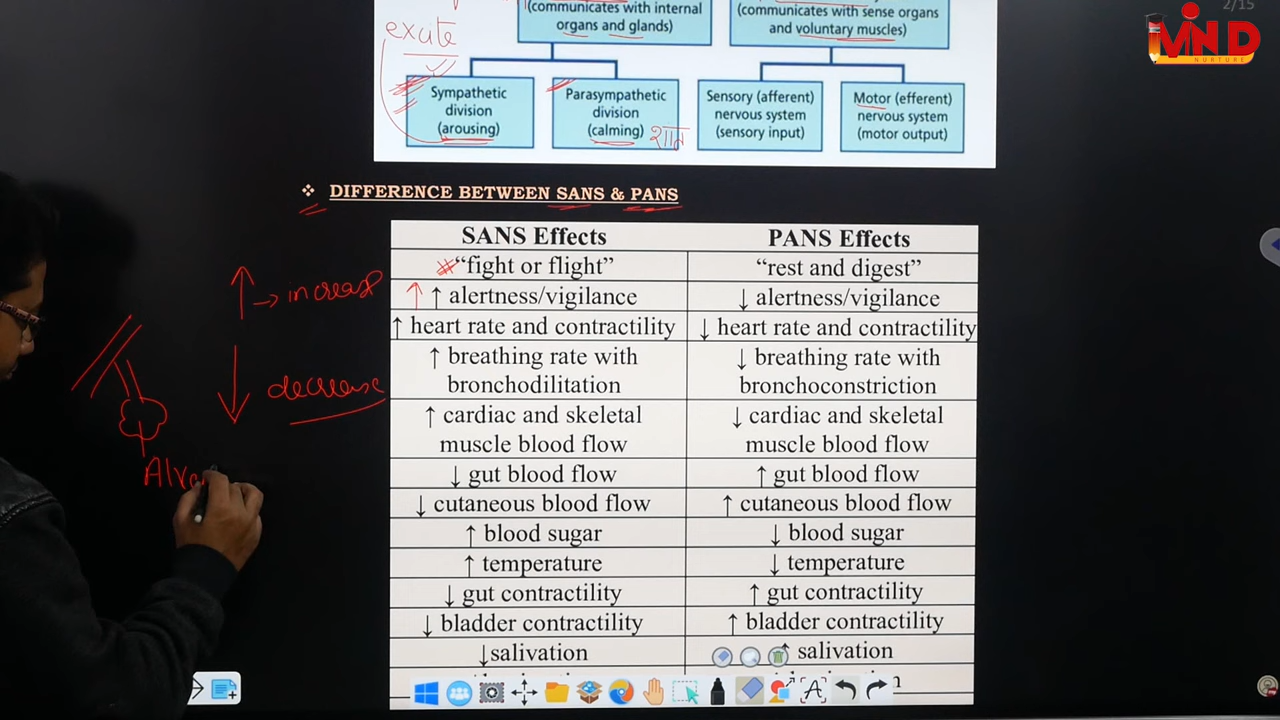 2/15
MIND
NURTURE
(communicates with internal
organs and glands)
(communicates with sense organs
and voluntary muscles)
excite
Sympathetic
division
(arousing)
Parasympathetic
division
(calming)
Sensory (afferent)
nervous system
(sensory input)
Motor (efferent)
nervous system
(motor output)
❖ DIFFERENCE BETWEEN SANS & PANS
SANS Effects PANS Effects
“fight or flight” “rest and digest”
↑ alertness/vigilance ↓ alertness/vigilance
↑ heart rate and contractility ↓ heart rate and contractility
↑ breathing rate with
bronchodilitation
↓ breathing rate with
bronchoconstriction
↑ cardiac and skeletal
muscle blood flow
↓ cardiac and skeletal
muscle blood flow
↓ gut blood flow ↑ gut blood flow
↓ cutaneous blood flow ↑ cutaneous blood flow
↑ blood sugar ↓ blood sugar
↑ temperature ↓ temperature
↓ gut contractility ↑ gut contractility
↓ bladder contractility ↑ bladder contractility
↓salivation ↑ salivation
↑ → increase
↓ decrease